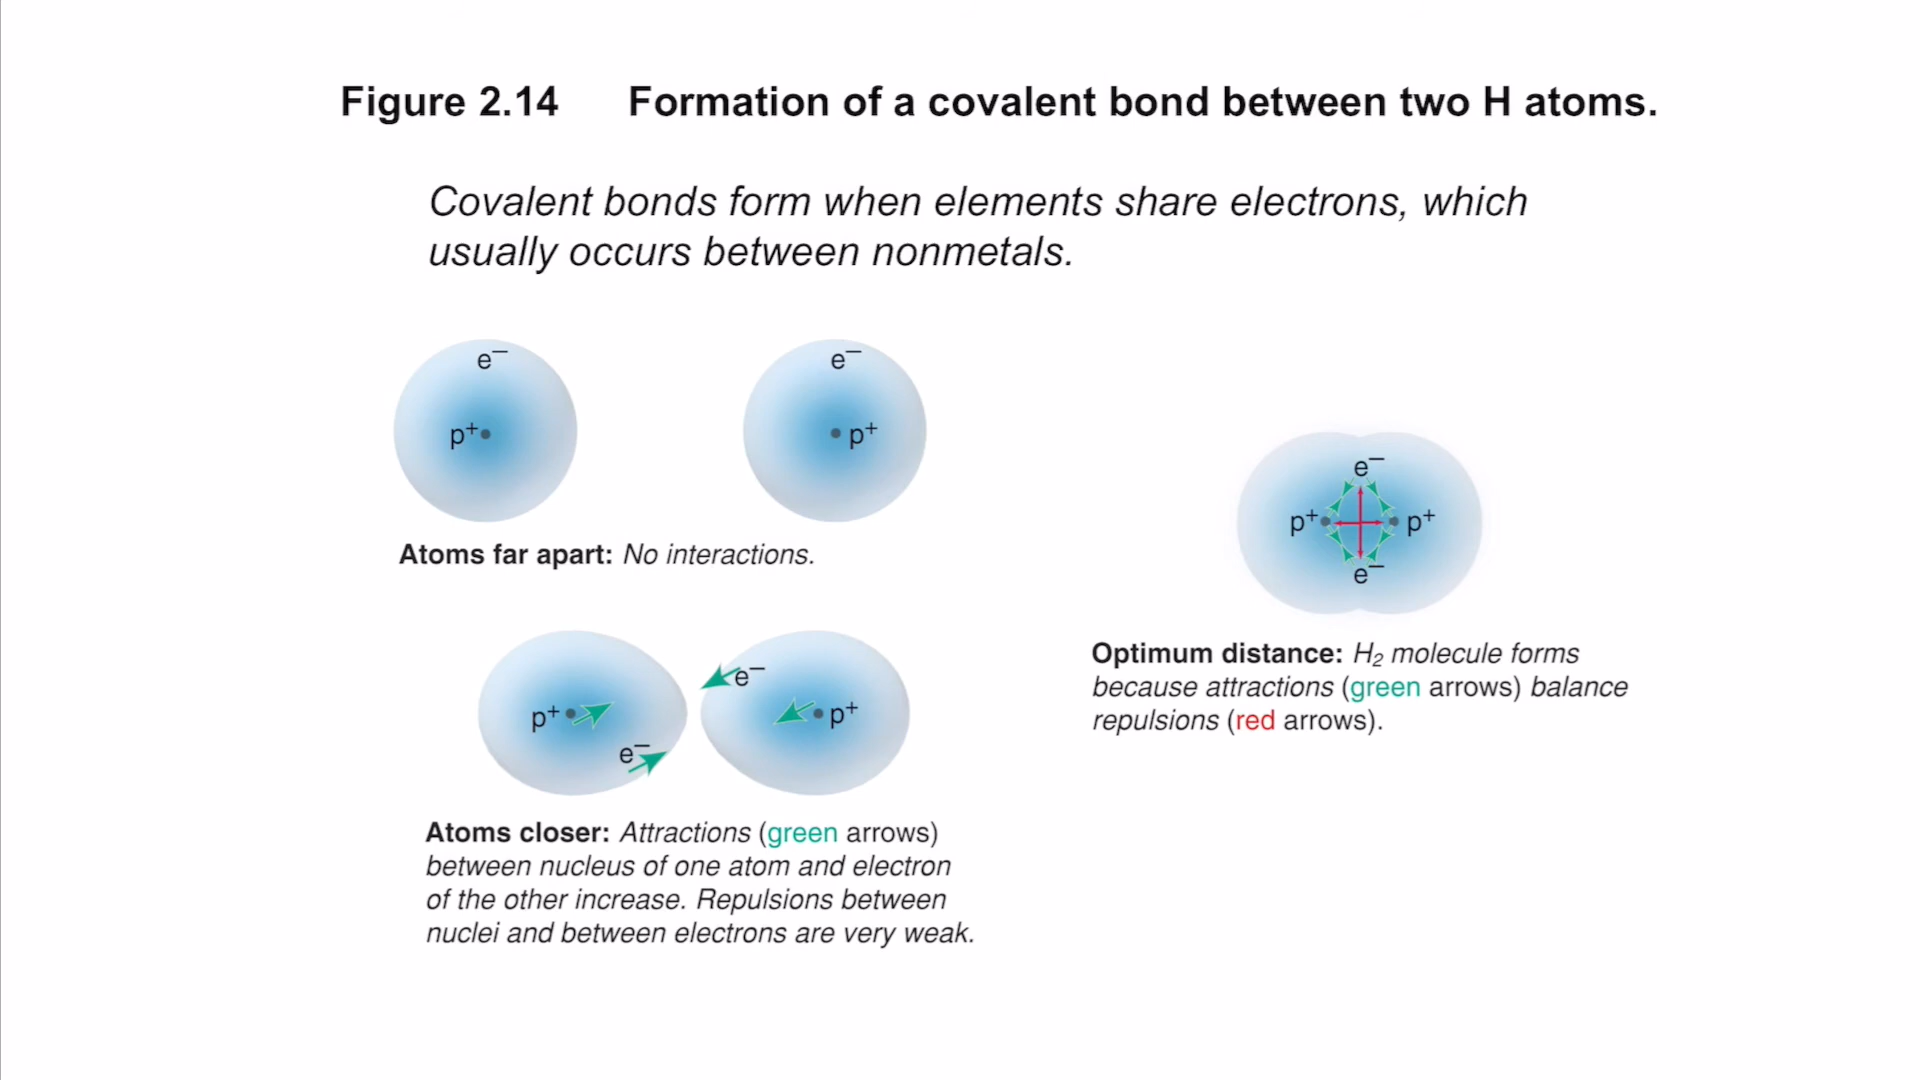 Figure 2.14 Formation of a covalent bond between two H atoms.
Covalent bonds form when elements share electrons, which
usually occurs between nonmetals.
e⁻
e⁻
p⁺
p⁺
Atoms far apart: No interactions.
e⁻
p⁺
p⁺
e⁻
Atoms closer: Attractions (green arrows)
between nucleus of one atom and electron
of the other increase. Repulsions between
nuclei and between electrons are very weak.
e⁻
p⁺
p⁺
e⁻
Optimum distance: H₂ molecule forms
because attractions (green arrows) balance
repulsions (red arrows).